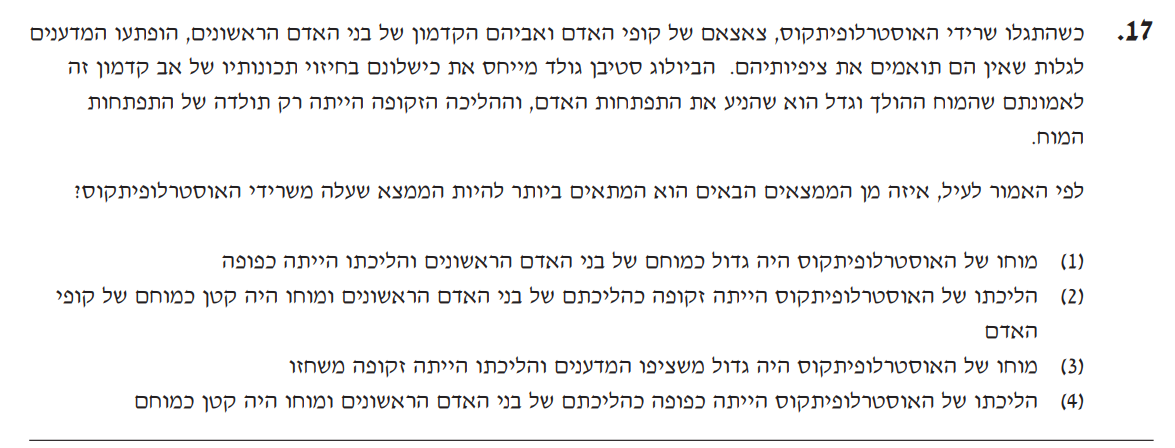 17. כשהתגלו שרידי האוסטרלופיתקוס, צאצאם של קופי האדם ואביהם הקדמון של בני האדם הראשונים, הופתעו המדענים
לגלות שאין הם תואמים את ציפיותיהם. הביולוג סטיבן גולד מייחס את כישלונם בחיזוי תכונותיו של אב קדמון זה
לאמונתם שהמוח ההולך וגדל הוא שהניע את התפתחות האדם, וההליכה הזקופה הייתה רק תולדה של התפתחות
המוח.
לפי האמור לעיל, איזה מן הממצאים הבאים הוא המתאים ביותר להיות הממצא שעלה משרידי האוסטרלופיתקוס?
(1) מוחו של האוסטרלופיתקוס היה גדול כמוחם של בני האדם הראשונים והליכתו הייתה כפופה
(2) הליכתו של האוסטרלופיתקוס הייתה זקופה כהליכתם של בני האדם הראשונים ומוחו היה קטן כמוחם של קופי
האדם
(3) מוחו של האוסטרלופיתקוס היה גדול משציפו המדענים והליכתו הייתה זקופה משחזו
(4) הליכתו של האוסטרלופיתקוס הייתה כפופה כהליכתם של בני האדם הראשונים ומוחו היה קטן כמוחם